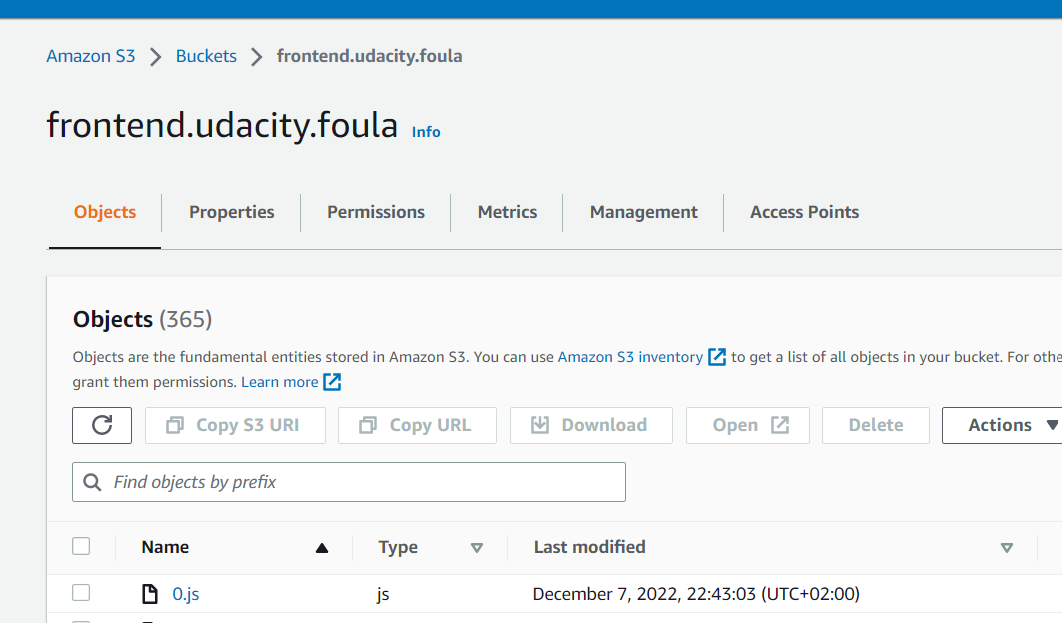 Amazon S3 Buckets frontend.udacity.foula
frontend.udacity.foula Info
Objects Properties Permissions Metrics Management Access Points
Objects (365)
Objects are the fundamental entities stored in Amazon S3. You can use Amazon S3 inventory to get a list of all objects in your bucket. For
grant them permissions. Learn more
Copy S3 URI Copy URL Download Open Delete Actions
Find objects by prefix
Name Type Last modified
0.js js December 7, 2022, 22:43:03 (UTC+02:00)